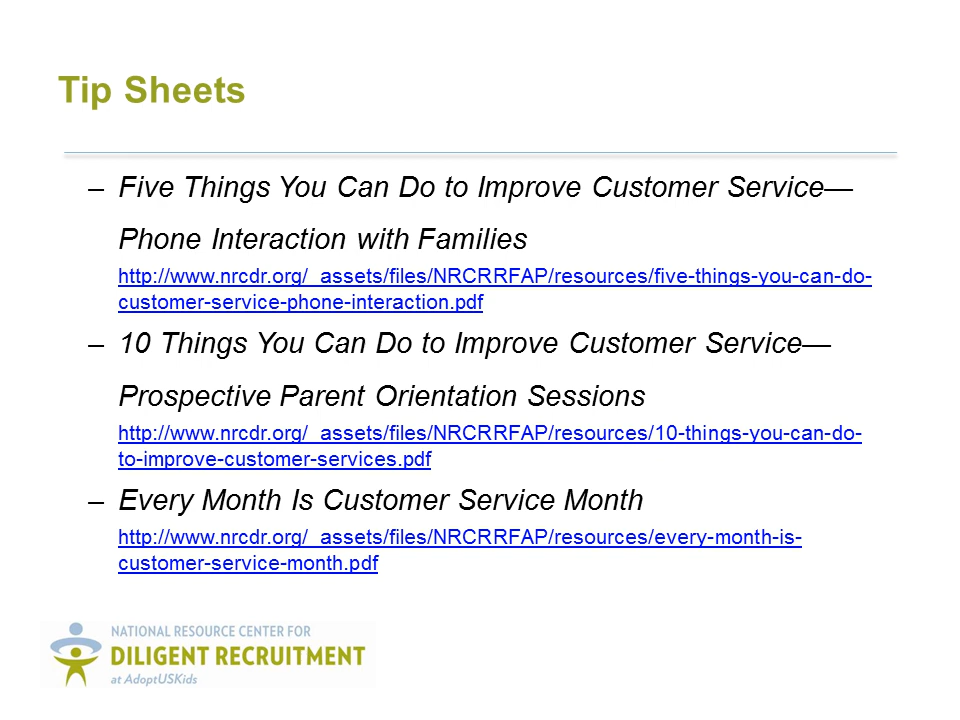 Tip Sheets
– Five Things You Can Do to Improve Customer Service—
Phone Interaction with Families
http://www.nrcdr.org/_assets/files/NRCRRFAP/resources/five-things-you-can-do-
customer-service-phone-interaction.pdf
– 10 Things You Can Do to Improve Customer Service—
Prospective Parent Orientation Sessions
http://www.nrcdr.org/_assets/files/NRCRRFAP/resources/10-things-you-can-do-
to-improve-customer-services.pdf
– Every Month Is Customer Service Month
http://www.nrcdr.org/_assets/files/NRCRRFAP/resources/every-month-is-
customer-service-month.pdf
NATIONAL RESOURCE CENTER FOR
DILIGENT RECRUITMENT
at AdoptUSKids